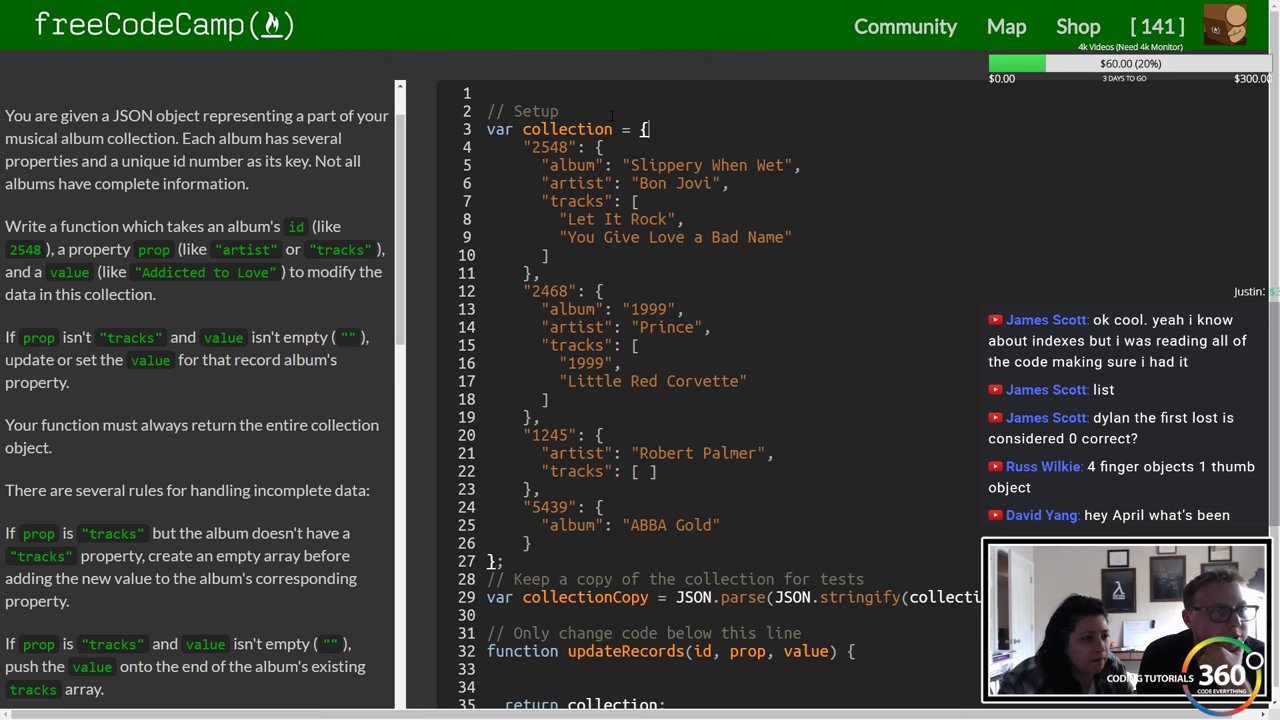 freeCodeCamp(🔥)
Community Map Shop [ 141 ]
4k Videos (Need 4k Monitor)
$60.00 (20%)
$0.00 3 DAYS TO GO $300.00
You are given a JSON object representing a part of your
musical album collection. Each album has several
properties and a unique id number as its key. Not all
albums have complete information.
Write a function which takes an album's id (like
2548 ), a property prop (like "artist" or "tracks" ),
and a value (like "Addicted to Love" ) to modify the
data in this collection.
If prop isn't "tracks" and value isn't empty ( "" ),
update or set the value for that record album's
property.
Your function must always return the entire collection
object.
There are several rules for handling incomplete data:
If prop is "tracks" but the album doesn't have a
"tracks" property, create an empty array before
adding the new value to the album's corresponding
property.
If prop is "tracks" and value isn't empty ( "" ),
push the value onto the end of the album's existing
tracks array.
1
2 // Setup
3 var collection = {
4 "2548": {
5 "album": "Slippery When Wet",
6 "artist": "Bon Jovi",
7 "tracks": [
8 "Let It Rock",
9 "You Give Love a Bad Name"
10 ]
11 },
12 "2468": {
13 "album": "1999",
14 "artist": "Prince",
15 "tracks": [
16 "1999",
17 "Little Red Corvette"
18 ]
19 },
20 "1245": {
21 "artist": "Robert Palmer",
22 "tracks": [ ]
23 },
24 "5439": {
25 "album": "ABBA Gold"
26 }
27 };
28 // Keep a copy of the collection for tests
29 var collectionCopy = JSON.parse(JSON.stringify(collecti
30
31 // Only change code below this line
32 function updateRecords(id, prop, value) {
33
34
35 return collection;
Justin:
James Scott: ok cool. yeah i know
about indexes but i was reading all of
the code making sure i had it
James Scott: list
James Scott: dylan the first lost is
considered 0 correct?
Russ Wilkie: 4 finger objects 1 thumb
object
David Yang: hey April what's been
CODING TUTORIALS 360°
CODE EVERYTHING